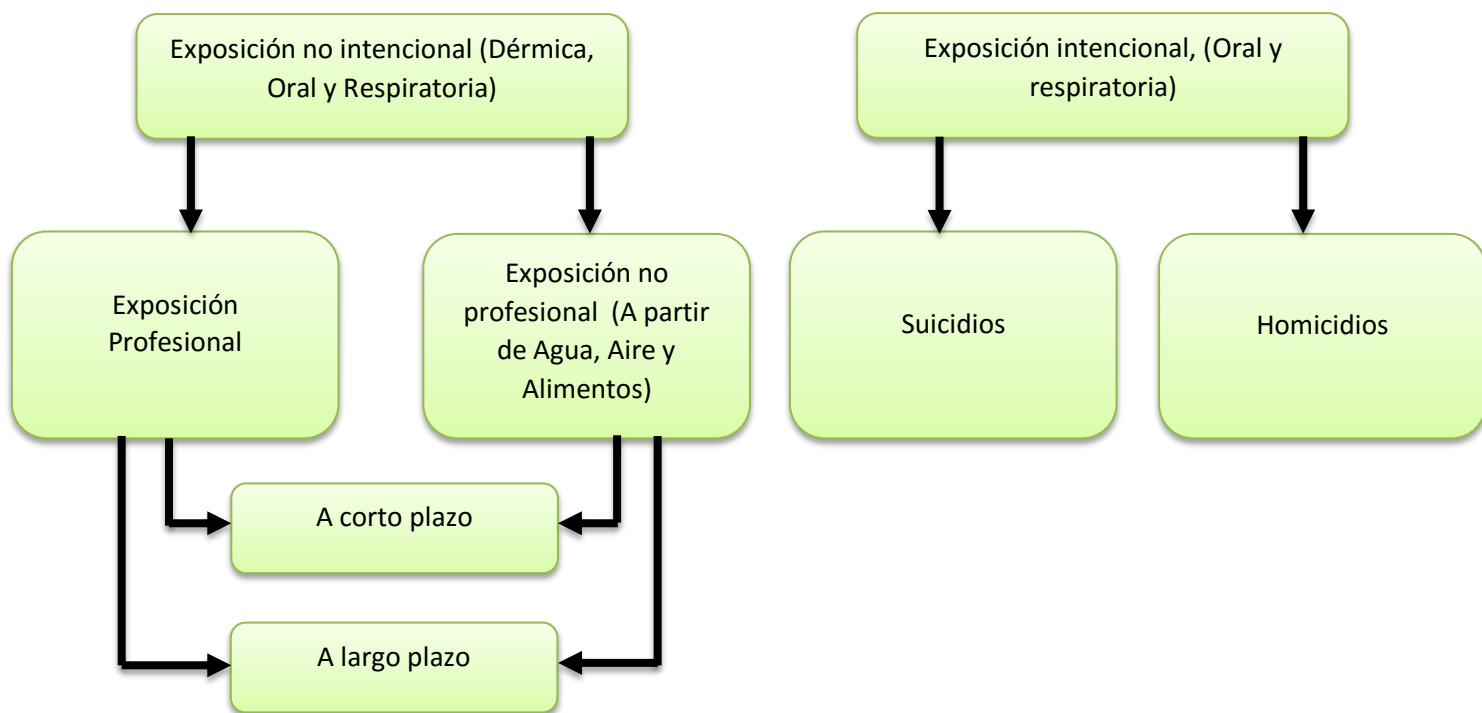 Exposición no intencional (Dérmica,
Oral y Respiratoria)
Exposición intencional, (Oral y
respiratoria)
Exposición
Profesional
Exposición no
profesional (A partir
de Agua, Aire y
Alimentos)
Suicidios
Homicidios
A corto plazo
A largo plazo